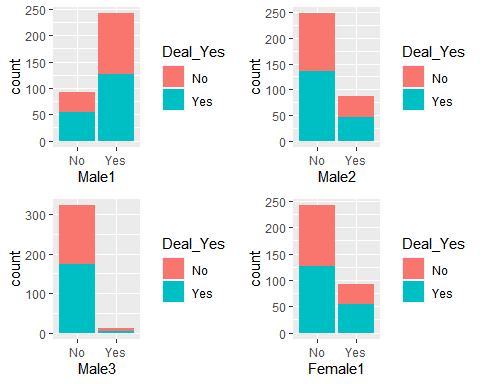 250
200
150
100
50
0
count
No Yes
Male1
Deal_Yes
No
Yes
250
200
150
100
50
0
count
No Yes
Male2
Deal_Yes
No
Yes
300
200
100
0
count
No Yes
Male3
Deal_Yes
No
Yes
250
200
150
100
50
0
count
No Yes
Female1
Deal_Yes
No
Yes